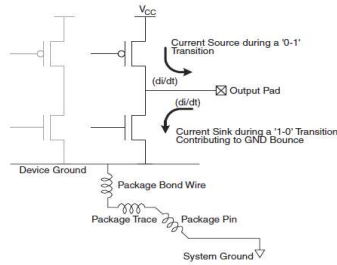 VCC
Current Source during a '0-1'
Transition
(di/dt)
Output Pad
(di/dt)
Current Sink during a '1-0' Transition
Contributing to GND Bounce
Device Ground
Package Bond Wire
Package Trace
Package Pin
System Ground